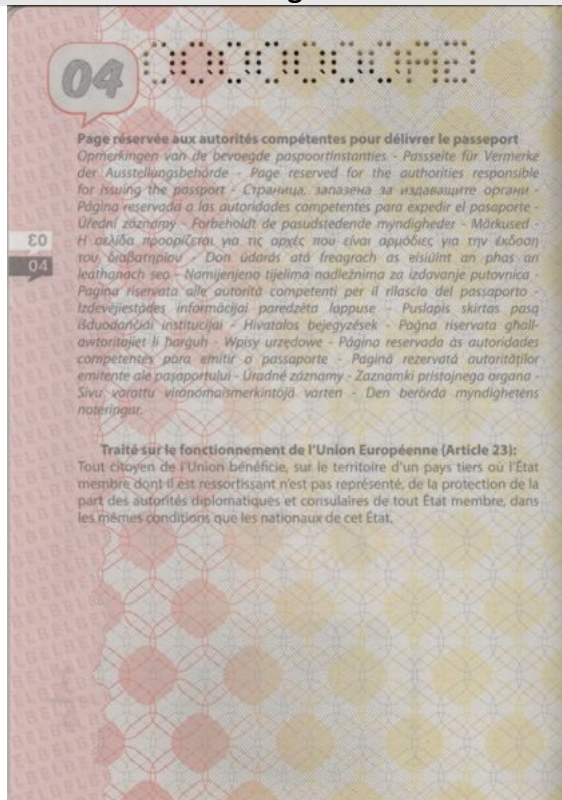 04
Page réservée aux autorités compétentes pour délivrer le passeport
Opmerkingen van de bevoegde paspoortinstanties - Passseite für Vermerke
der Ausstellungsbehörde - Page reserved for the authorities responsible
for issuing the passport - Страница, запазена за издаващите органи -
Página reservada a las autoridades competentes para expedir el pasaporte -
Úřední záznamy - Forbeholdt de pasudstedende myndigheder - Märkused -
Η σελίδα προορίζεται για τις αρχές που είναι αρμόδιες για την έκδοση
του διαβατηρίου - Don údarás atá freagrach as eisiúint an phas an
leathanach seo - Namijenjeno tijelima nadležnima za izdavanje putovnica -
Pagina riservata alle autorità competenti per il rilascio del passaporto -
Izdevējiestādes informācijai paredzēta lappuse - Puslapis skirtas pasą
išduodančiai institucijai - Hivatalos bejegyzések - Paġna riservata għall-
awtoritajiet li ħarġuh - Wpisy urzędowe - Página reservada às autoridades
competentes para emitir o passaporte - Pagină rezervată autorităţilor
emitente ale paşaportului - Úradné záznamy - Zaznamki pristojnega organa -
Sivu varattu viranomaismerkintöjä varten - Den berörda myndighetens
noteringar.
03
04
Traité sur le fonctionnement de l'Union Européenne (Article 23):
Tout citoyen de l'Union bénéficie, sur le territoire d'un pays tiers où l'État
membre dont il est ressortissant n'est pas représenté, de la protection de la
part des autorités diplomatiques et consulaires de tout État membre, dans
les mêmes conditions que les nationaux de cet État.